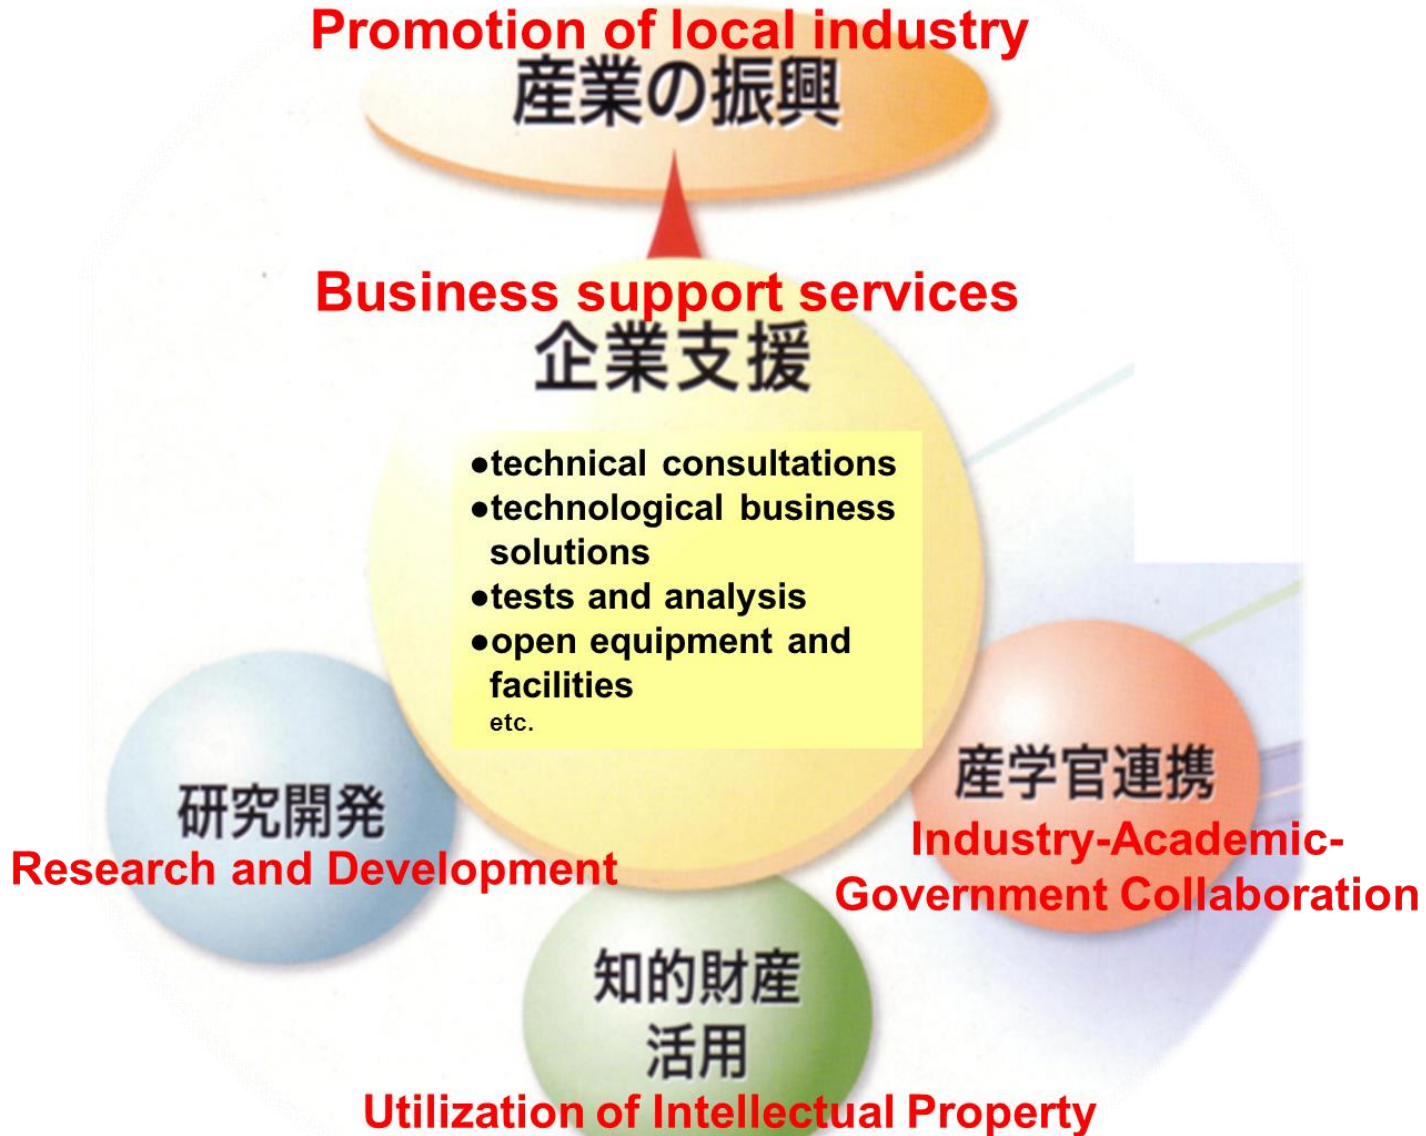 Promotion of local industry
産業の振興
Business support services
企業支援
●technical consultations
●technological business
solutions
●tests and analysis
●open equipment and
facilities
etc.
研究開発
Research and Development
産学官連携
Industry-Academic-
Government Collaboration
知的財産
活用
Utilization of Intellectual Property